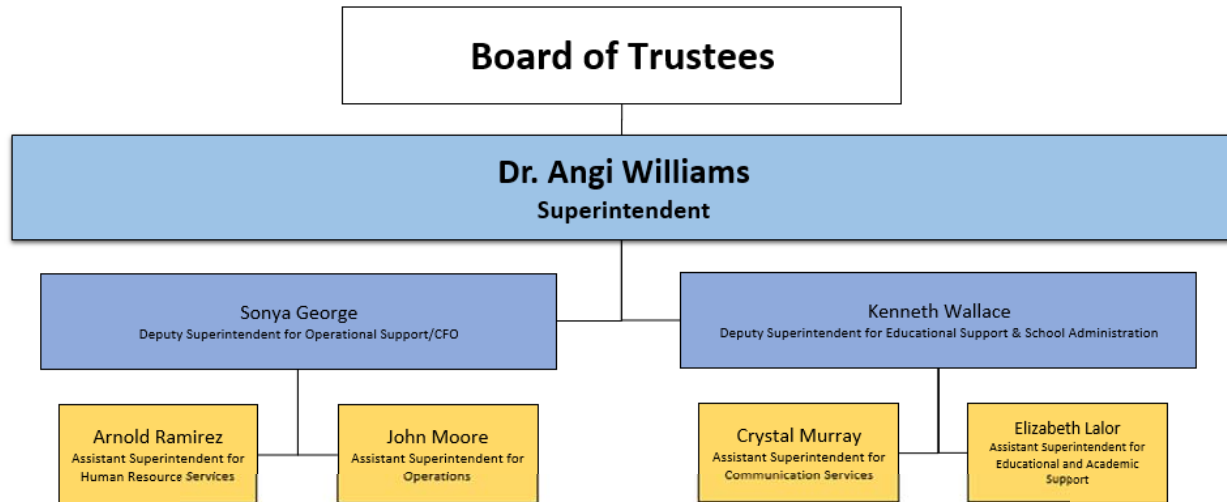 Board of Trustees
Dr. Angi Williams
Superintendent
Sonya George
Deputy Superintendent for Operational Support/CFO
Kenneth Wallace
Deputy Superintendent for Educational Support & School Administration
Arnold Ramirez
Assistant Superintendent for
Human Resource Services
John Moore
Assistant Superintendent for
Operations
Crystal Murray
Assistant Superintendent for
Communication Services
Elizabeth Lalor
Assistant Superintendent for
Educational and Academic
Support